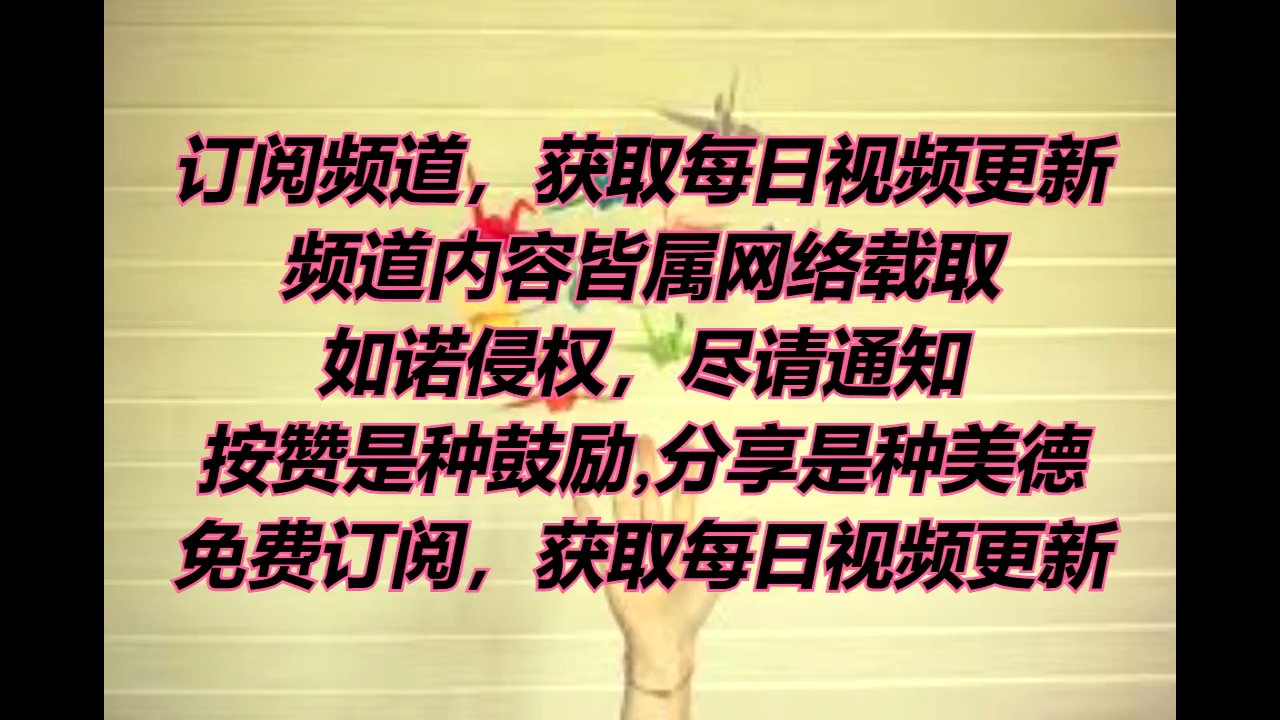 订阅频道，获取每日视频更新
频道内容皆属网络载取
如诺侵权，尽请通知
按赞是种鼓励,分享是种美德
免费订阅，获取每日视频更新